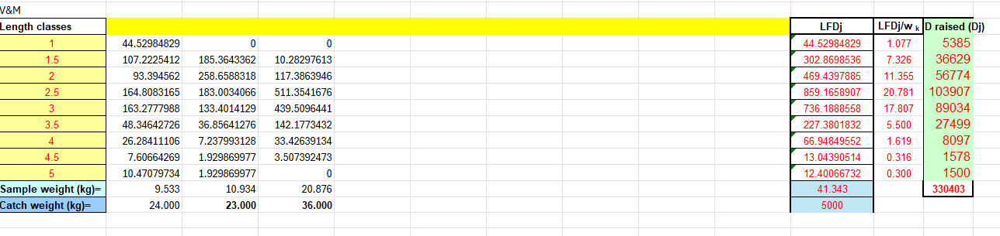 V&M
Length classes LFDj LFDj/w k D raised (Dj)
1 44.52984829 0 0 44.52984829 1.077 5385
1.5 107.2225412 185.3643362 10.28297613 302.8698536 7.326 36629
2 93.394562 258.6588318 117.3863946 469.4397885 11.355 56774
2.5 164.8083165 183.0034066 511.3541676 859.1658907 20.781 103907
3 163.2777988 133.4014129 439.5096441 736.1888558 17.807 89034
3.5 48.34642726 36.85641276 142.1773432 227.3801832 5.500 27499
4 26.28411106 7.237993128 33.42639134 66.94849552 1.619 8097
4.5 7.60664269 1.929869977 3.507392473 13.04390514 0.316 1578
5 10.47079734 1.929869977 0 12.40066732 0.300 1500
Sample weight (kg)= 9.533 10.934 20.876 41.343 330403
Catch weight (kg)= 24.000 23.000 36.000 5000